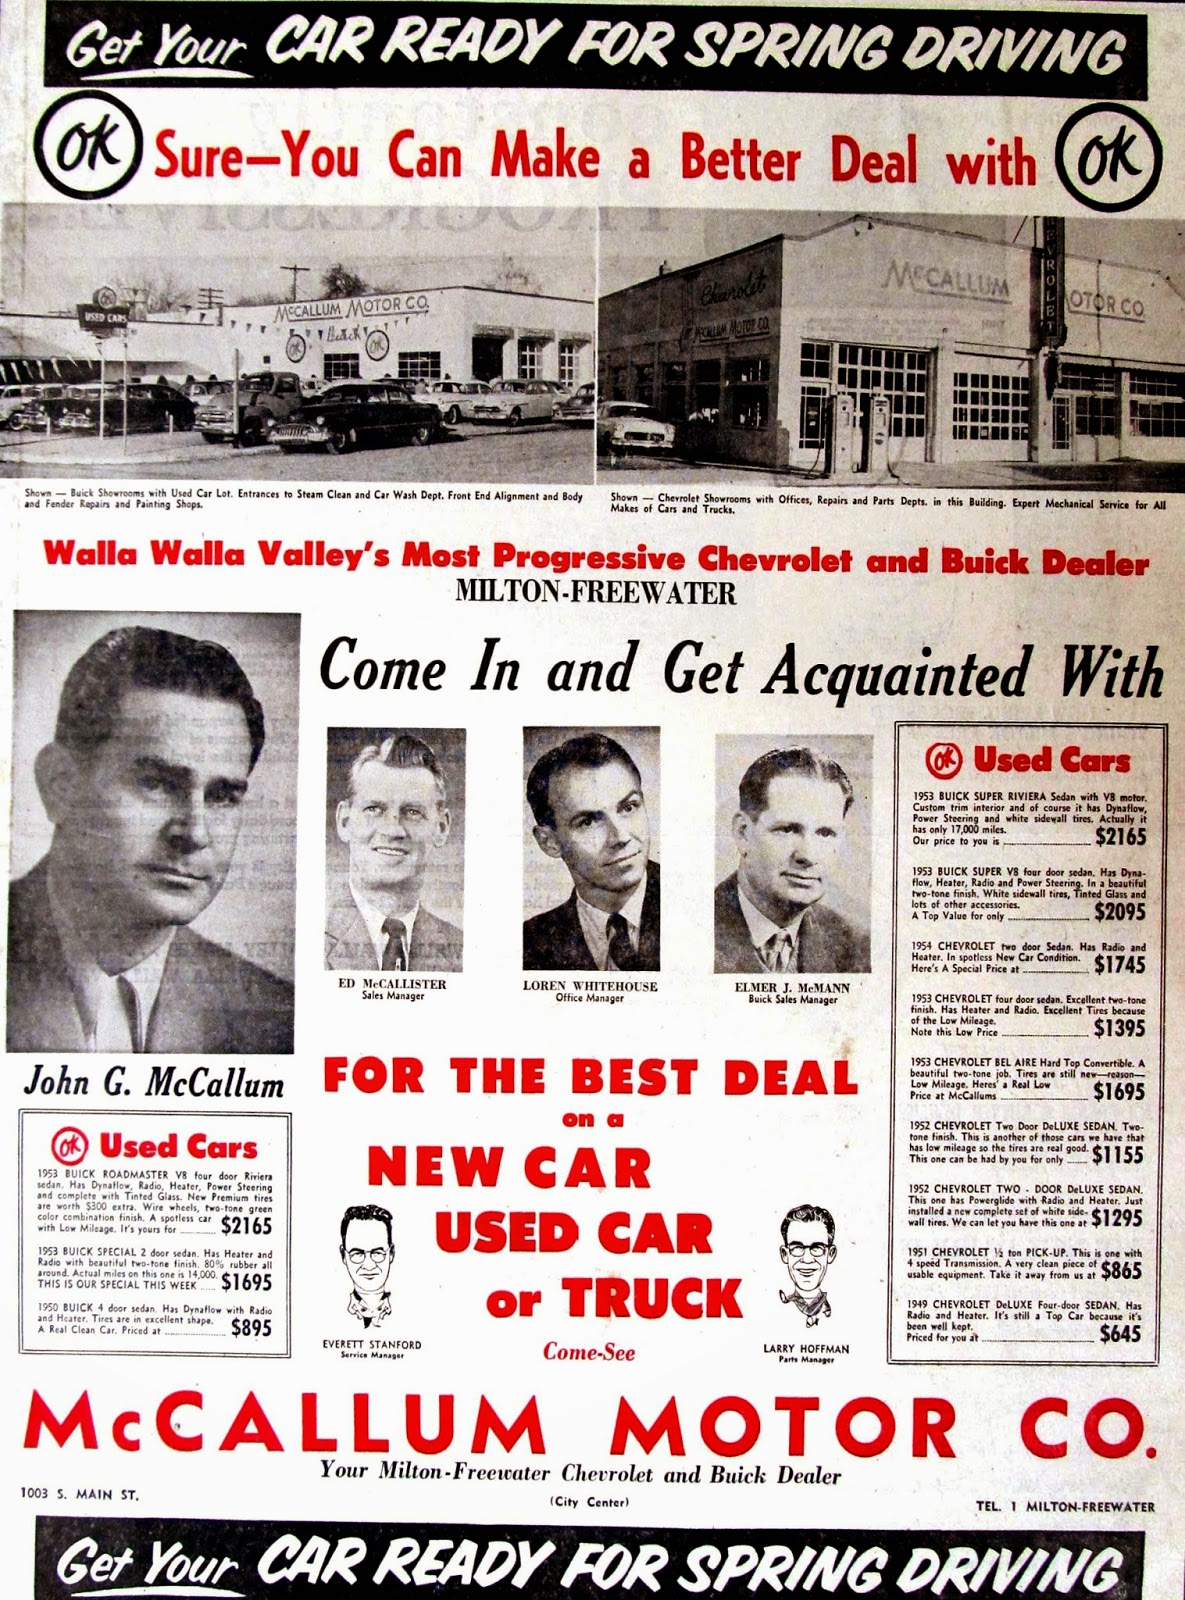 Get Your CAR READY FOR SPRING DRIVING
OK Sure—You Can Make a Better Deal with OK
OK
USED CARS
McCALLUM MOTOR CO.
OK Buick OK
Chevrolet
McCALLUM MOTOR CO.
McCALLUM MOTOR CO.
CHEVROLET
Shown — Buick Showrooms with Used Car Lot. Entrances to Steam Clean and Car Wash Dept. Front End Alignment and Body
and Fender Repairs and Painting Shops.
Shown — Chevrolet Showrooms with Offices, Repairs and Parts Depts. in this Building. Expert Mechanical Service for All
Makes of Cars and Trucks.
Walla Walla Valley's Most Progressive Chevrolet and Buick Dealer
MILTON-FREEWATER
Come In and Get Acquainted With
John G. McCallum
ED McCALLISTER
Sales Manager
LOREN WHITEHOUSE
Office Manager
ELMER J. McMANN
Buick Sales Manager
OK Used Cars
1953 BUICK SUPER RIVIERA Sedan with V8 motor.
Custom trim interior and of course it has Dynaflow,
Power Steering and white sidewall tires. Actually it
has only 17,000 miles.
Our price to you is $2165
1953 BUICK SUPER V8 four door sedan. Has Dyna-
flow, Heater, Radio and Power Steering. In a beautiful
two-tone finish. White sidewall tires, Tinted Glass and
lots of other accessories.
A Top Value for only $2095
1954 CHEVROLET two door Sedan. Has Radio and
Heater. In spotless New Car Condition.
Here's A Special Price at $1745
1953 CHEVROLET four door sedan. Excellent two-tone
finish. Has Heater and Radio. Excellent Tires because
of the Low Mileage.
Note this Low Price $1395
1953 CHEVROLET BEL AIRE Hard Top Convertible. A
beautiful two-tone job. Tires are still new—reason—
Low Mileage. Heres' a Real Low
Price at McCallums $1695
1952 CHEVROLET Two Door DeLUXE SEDAN. Two-
tone finish. This is another of those cars we have that
has low mileage so the tires are real good.
This one can be had by you for only $1155
1952 CHEVROLET TWO - DOOR DeLUXE SEDAN.
This one has Powerglide with Radio and Heater. Just
installed a new complete set of white side-
wall tires. We can let you have this one at $1295
1951 CHEVROLET ½ ton PICK-UP. This is one with
4 speed Transmission. A very clean piece of
usable equipment. Take it away from us at $865
1949 CHEVROLET DeLUXE Four-door SEDAN. Has
Radio and Heater. It's still a Top Car because it's
been well kept.
Priced for you at $645
OK Used Cars
1953 BUICK ROADMASTER V8 four door Riviera
sedan. Has Dynaflow, Radio, Heater, Power Steering
and complete with Tinted Glass. New Premium tires
are worth $300 extra. Wire wheels, two-tone green
color combination finish. A spotless car
with Low Mileage. It's yours for $2165
1953 BUICK SPECIAL 2 door sedan. Has Heater and
Radio with beautiful two-tone finish. 80% rubber all
around. Actual miles on this one is 14,000.
THIS IS OUR SPECIAL THIS WEEK $1695
1950 BUICK 4 door sedan. Has Dynaflow with Radio
and Heater. Tires are in excellent shape.
A Real Clean Car. Priced at $895
FOR THE BEST DEAL
on a
NEW CAR
USED CAR
or TRUCK
Come-See
EVERETT STANFORD
Service Manager
LARRY HOFFMAN
Parts Manager
McCALLUM MOTOR CO.
Your Milton-Freewater Chevrolet and Buick Dealer
1003 S. MAIN ST.
(City Center)
TEL. 1 MILTON-FREEWATER
Get Your CAR READY FOR SPRING DRIVING